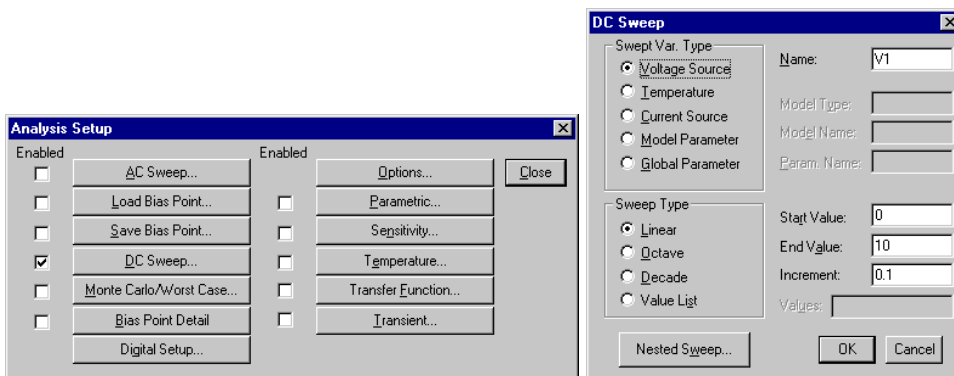 Analysis Setup
Enabled
Enabled
AC Sweep...
Options...
Close
Load Bias Point...
Parametric...
Save Bias Point...
Sensitivity...
DC Sweep...
Temperature...
Monte Carlo/Worst Case...
Transfer Function...
Bias Point Detail
Transient...
Digital Setup...
DC Sweep
Swept Var. Type
Voltage Source
Temperature
Current Source
Model Parameter
Global Parameter
Name: V1
Model Type:
Model Name:
Param. Name:
Sweep Type
Linear
Octave
Decade
Value List
Start Value: 0
End Value: 10
Increment: 0.1
Values:
Nested Sweep...
OK
Cancel